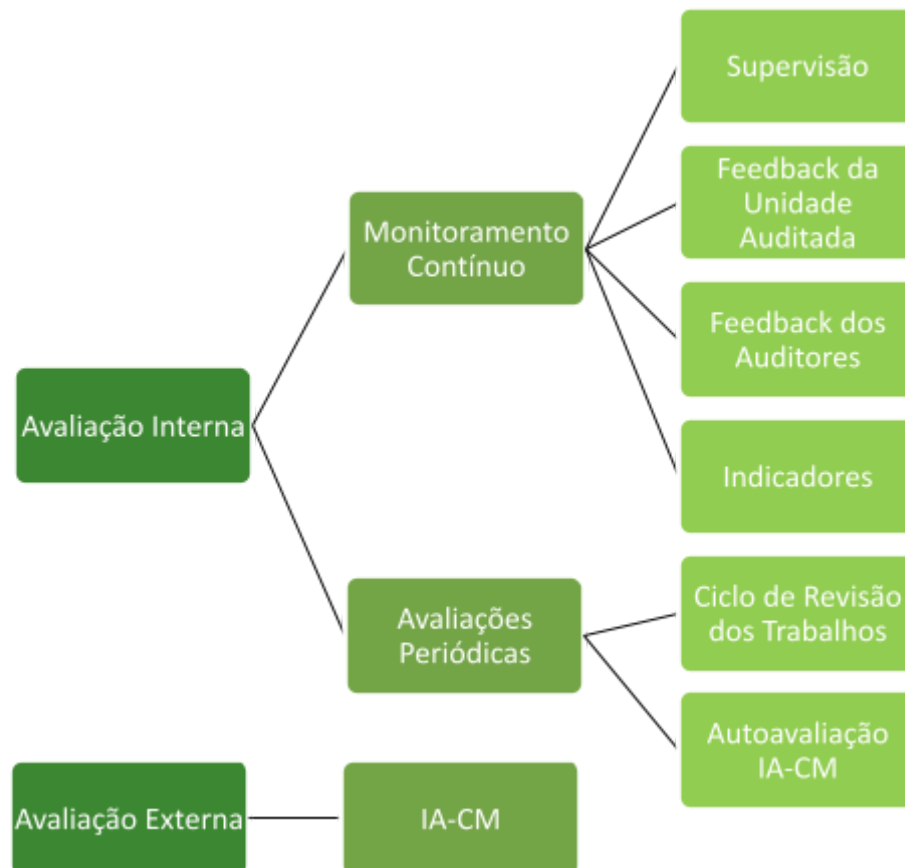 Supervisão
Feedback da
Unidade
Auditada
Monitoramento
Contínuo
Feedback dos
Auditores
Avaliação Interna
Indicadores
Avaliações
Periódicas
Ciclo de Revisão
dos Trabalhos
Autoavaliação
IA-CM
Avaliação Externa
IA-CM